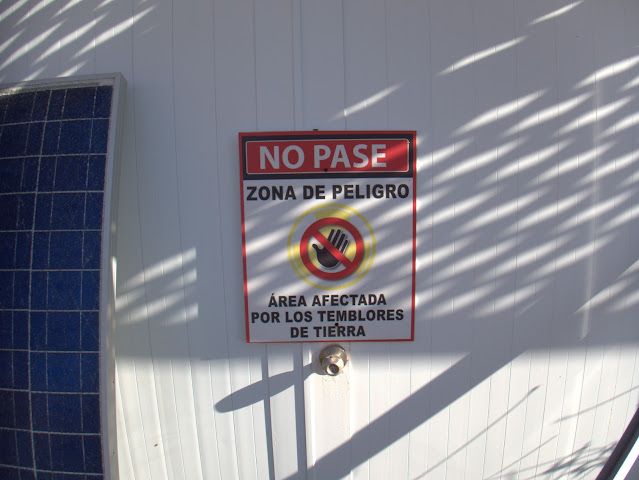 NO PASE
ZONA DE PELIGRO
ÁREA AFECTADA
POR LOS TEMBLORES
DE TIERRA